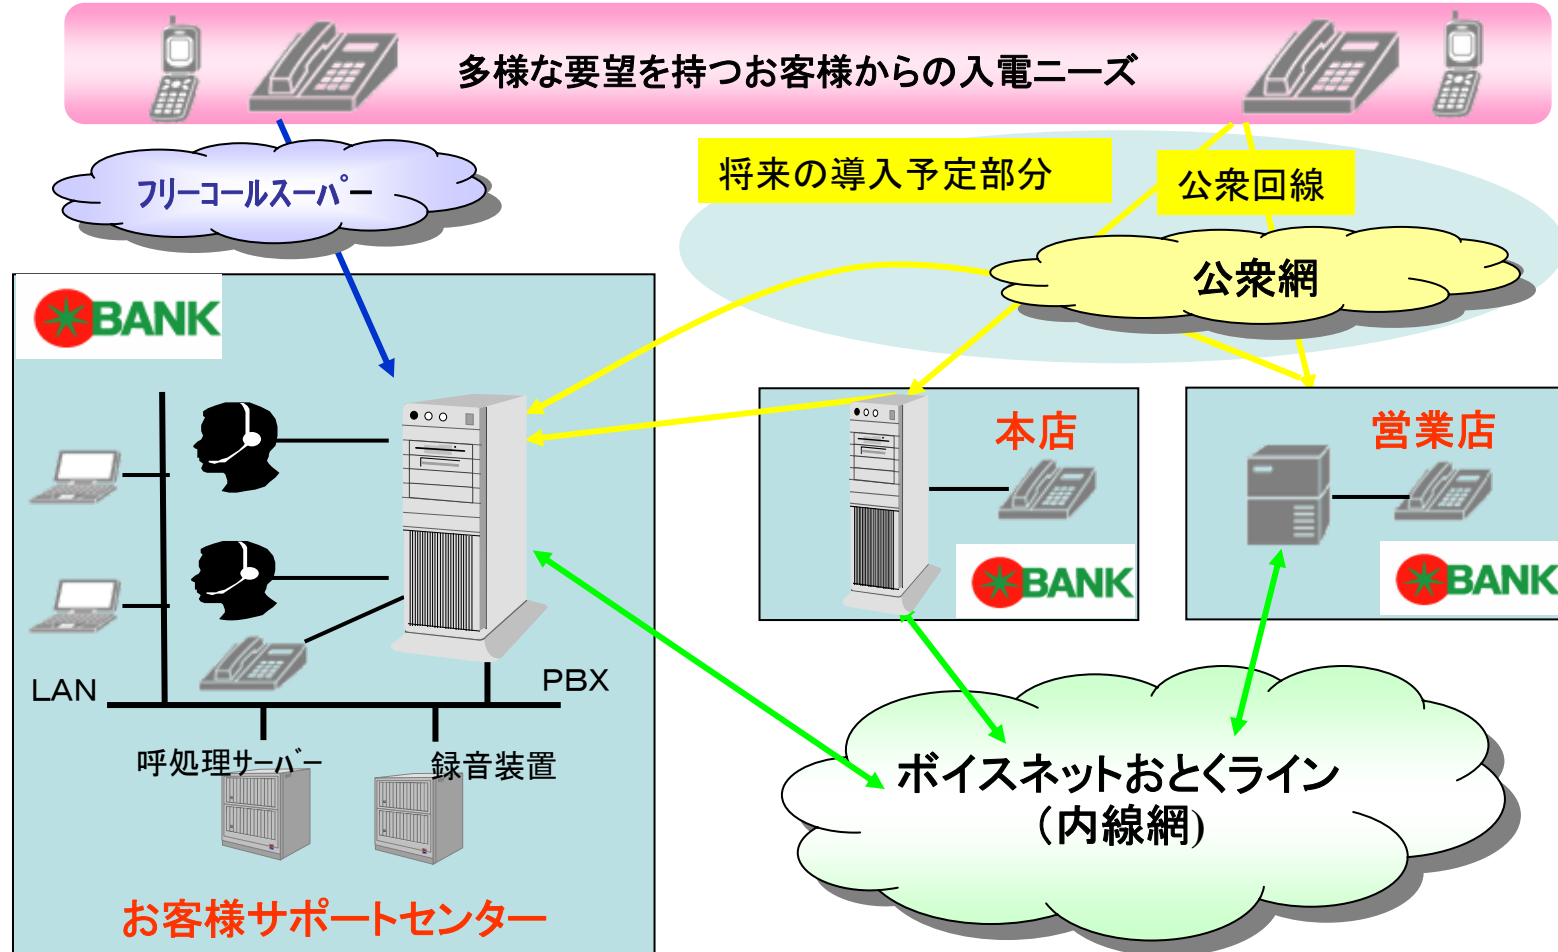 多様な要望を持つお客様からの入電ニーズ
フリーコールスーパー
将来の導入予定部分
公衆回線
公衆網
BANK
本店
営業店
BANK
BANK
LAN
PBX
呼処理サーバー
録音装置
ボイスネットおとくライン
（内線網)
お客様サポートセンター